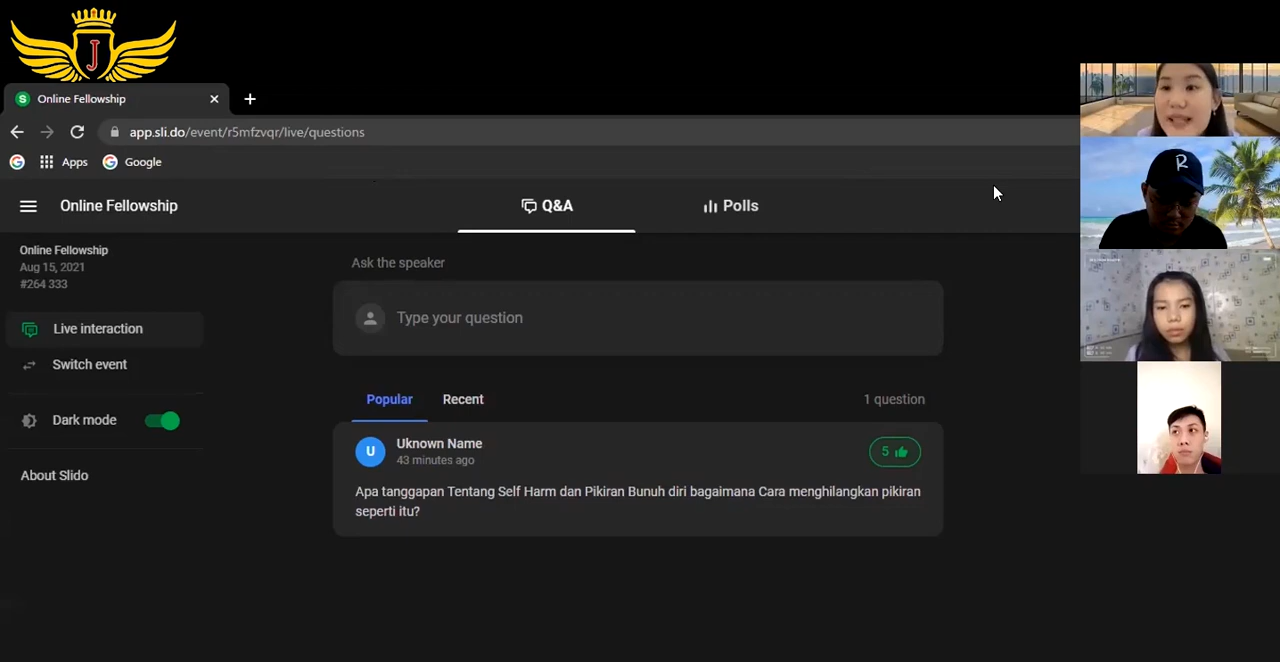 J
Online Fellowship
app.sli.do/event/r5mfzvqr/live/questions
Apps
Google
Online Fellowship
Q&A
Polls
Online Fellowship
Aug 15, 2021
#264 333
Live interaction
Switch event
Dark mode
About Slido
Ask the speaker
Type your question
Popular
Recent
1 question
U
Uknown Name
43 minutes ago
5
Apa tanggapan Tentang Self Harm dan Pikiran Bunuh diri bagaimana Cara menghilangkan pikiran
seperti itu?
R